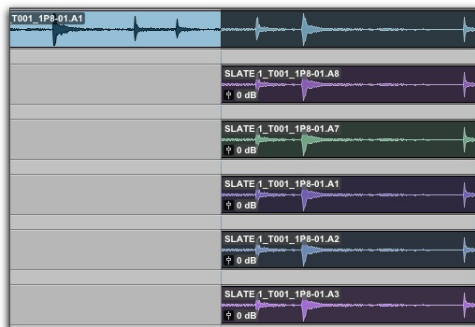 T001_1P8-01.A1
SLATE 1_T001_1P8-01.A8
0 dB
SLATE 1_T001_1P8-01.A7
0 dB
SLATE 1_T001_1P8-01.A1
0 dB
SLATE 1_T001_1P8-01.A2
0 dB
SLATE 1_T001_1P8-01.A3
0 dB